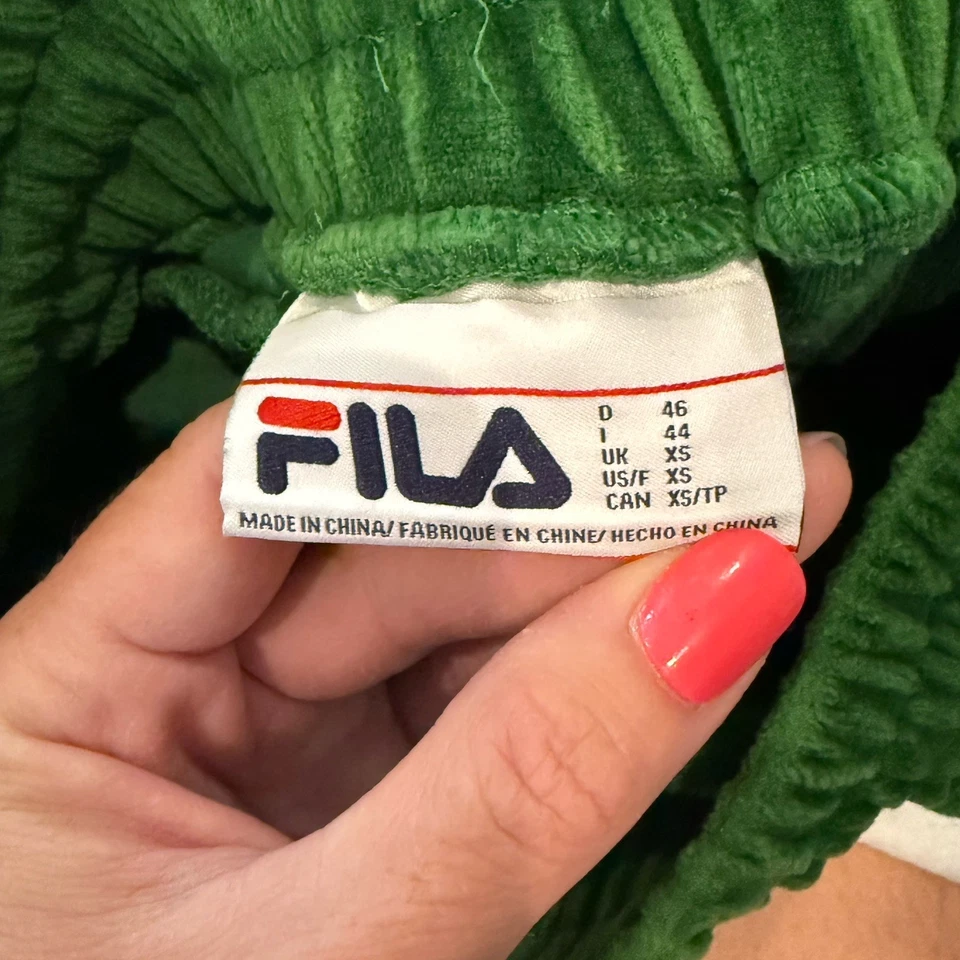 FILA
D 46
I 44
UK XS
US/F XS
CAN XS/TP
MADE IN CHINA/ FABRIQUÉ EN CHINE/ HECHO EN CHINA